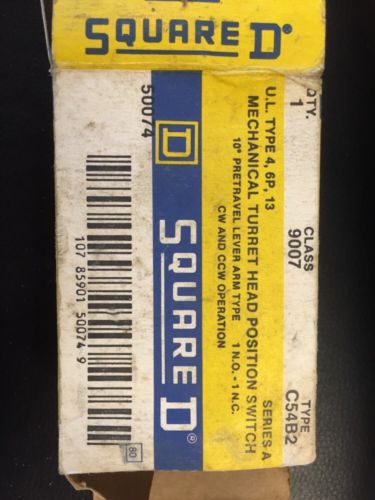 SQUARE D®
QTY. CLASS TYPE
1 9007 C54B2
SERIES A
U.L. TYPE 4, 6P, 13
MECHANICAL TURRET HEAD POSITION SWITCH
10° PRETRAVEL LEVER ARM TYPE 1 N.O. - 1 N.C.
CW AND CCW OPERATION
D SQUARE D®
50074
107 85901 50074 9
80